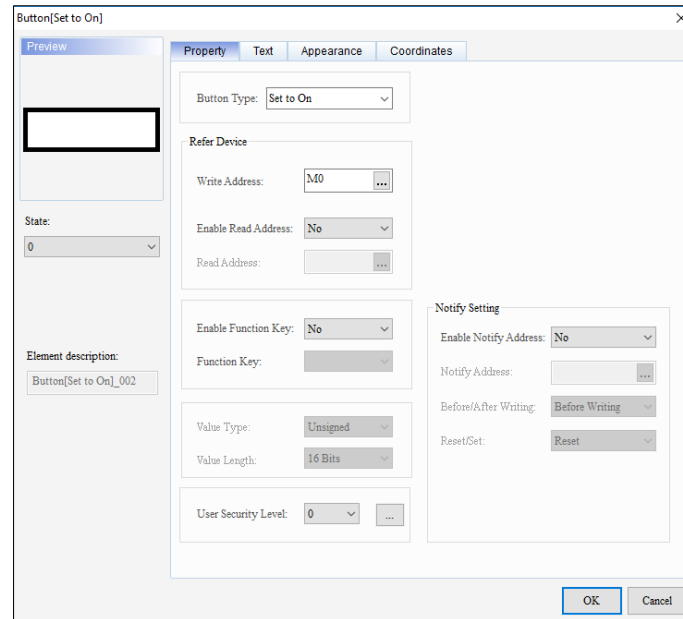 Button[Set to On]
Preview
State:
0
Element description:
Button[Set to On]_002
Property Text Appearance Coordinates
Button Type: Set to On
Refer Device
Write Address: M0 ...
Enable Read Address: No
Read Address: ...
Enable Function Key: No
Function Key:
Value Type: Unsigned
Value Length: 16 Bits
User Security Level: 0 ...
Notify Setting
Enable Notify Address: No
Notify Address: ...
Before/After Writing: Before Writing
Reset/Set: Reset
OK Cancel